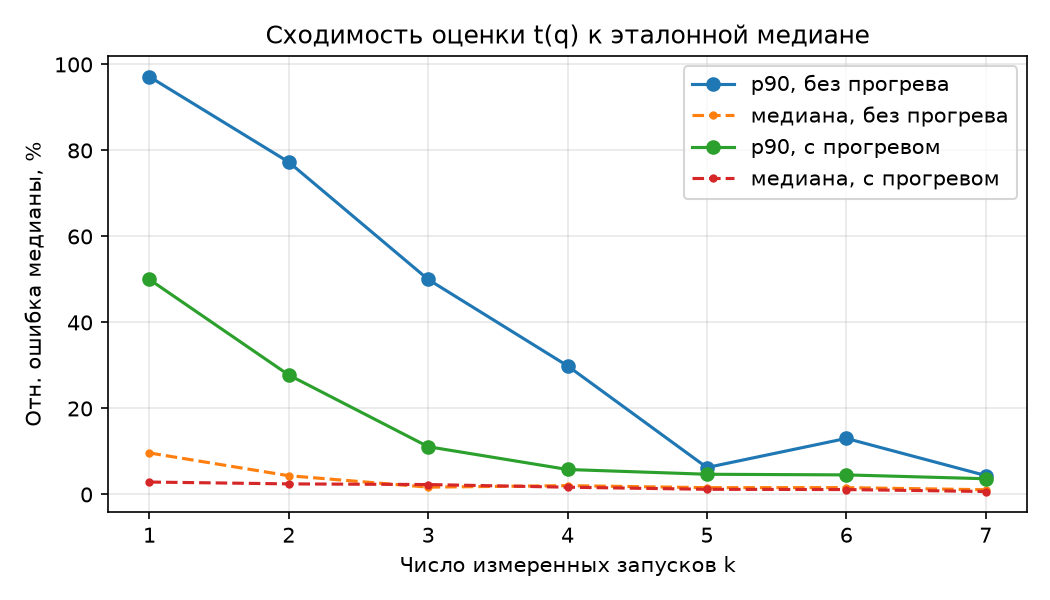 Сходимость оценки t(q) к эталонной медиане
Отн. ошибка медианы, %
100
80
60
40
20
0
p90, без прогрева
медиана, без прогрева
p90, с прогревом
медиана, с прогревом
1 2 3 4 5 6 7
Число измеренных запусков k